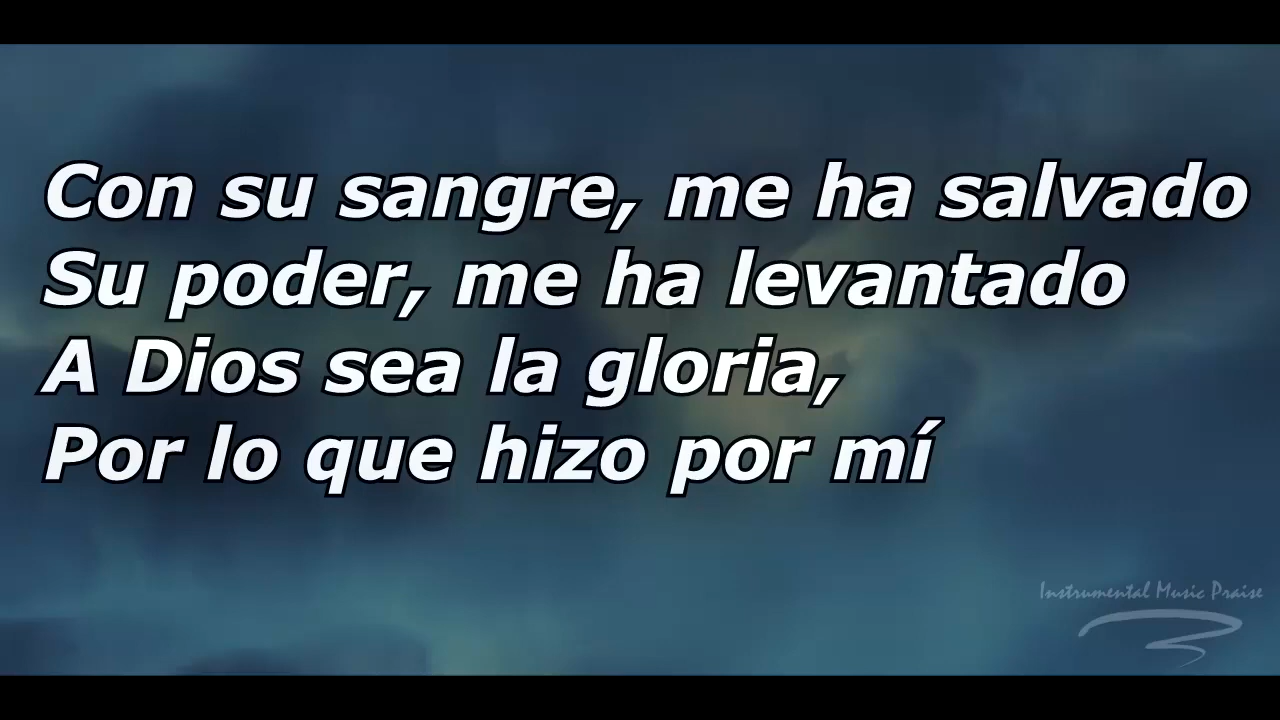 Con su sangre, me ha salvado
Su poder, me ha levantado
A Dios sea la gloria,
Por lo que hizo por mí
Instrumental Music Praise